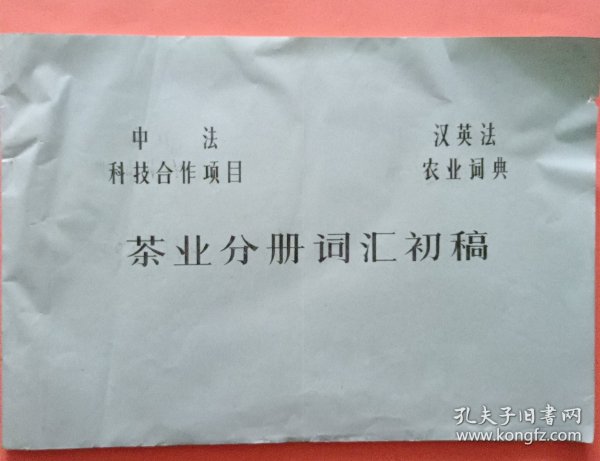 中 法
科技合作项目
汉英法
农业词典
茶业分册词汇初稿
孔夫子旧書网
www.kongfz.com